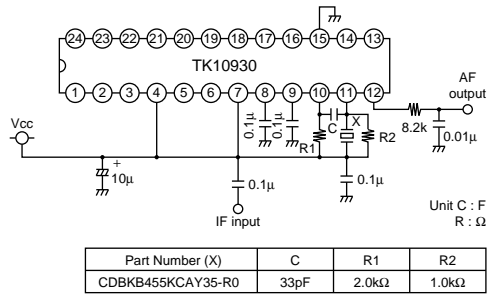 24 23 22 21 20 19 18 17 16 15 14 13
TK10930
1 2 3 4 5 6 7 8 9 10 11 12
AF
output
Vcc
0.1µ
0.1µ
C
X
R1
R2
8.2k
0.01µ
+
10µ
0.1µ
0.1µ
IF input
Unit C : F
R : Ω
Part Number (X) C R1 R2
CDBKB455KCAY35-R0 33pF 2.0kΩ 1.0kΩ